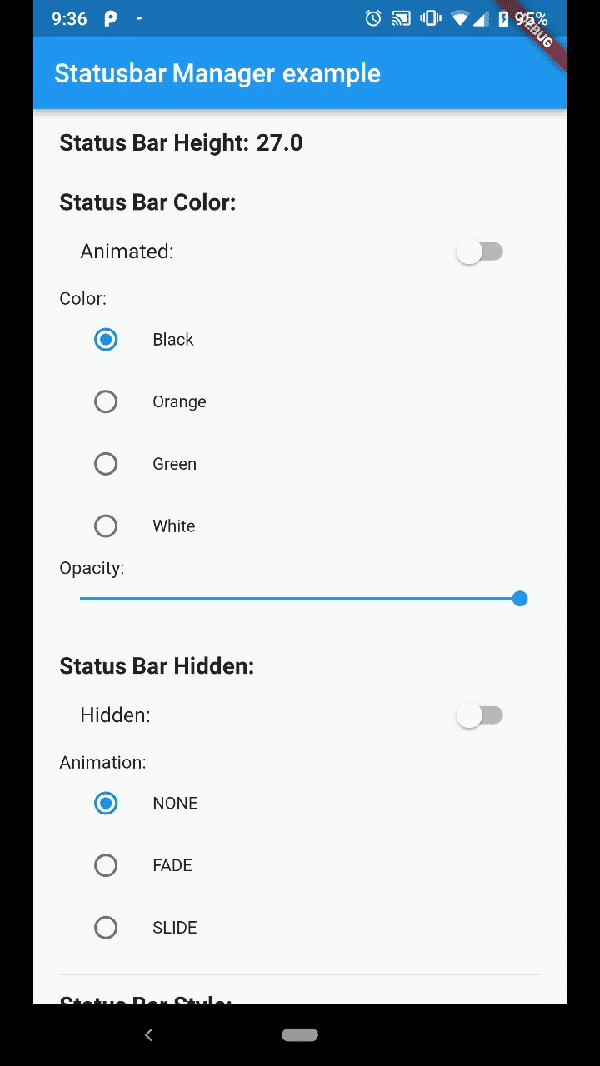 9:36 P 95%
DEBUG
Statusbar Manager example
Status Bar Height: 27.0
Status Bar Color:
Animated:
Color:
Black
Orange
Green
White
Opacity:
Status Bar Hidden:
Hidden:
Animation:
NONE
FADE
SLIDE
Status Bar Style: